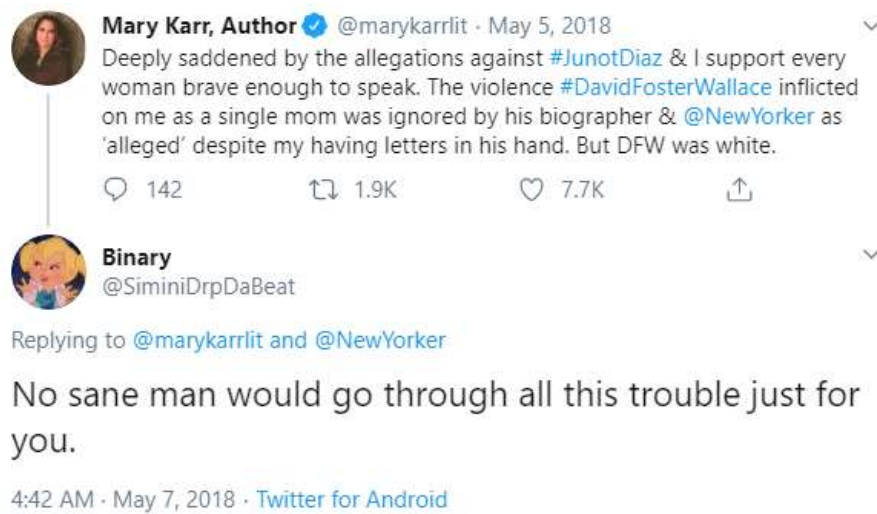 Mary Karr, Author @marykarrlit · May 5, 2018
Deeply saddened by the allegations against #JunotDiaz & I support every
woman brave enough to speak. The violence #DavidFosterWallace inflicted
on me as a single mom was ignored by his biographer & @NewYorker as
'alleged' despite my having letters in his hand. But DFW was white.
142 1.9K 7.7K
Binary
@SiminiDrpDaBeat
Replying to @marykarrlit and @NewYorker
No sane man would go through all this trouble just for
you.
4:42 AM · May 7, 2018 · Twitter for Android